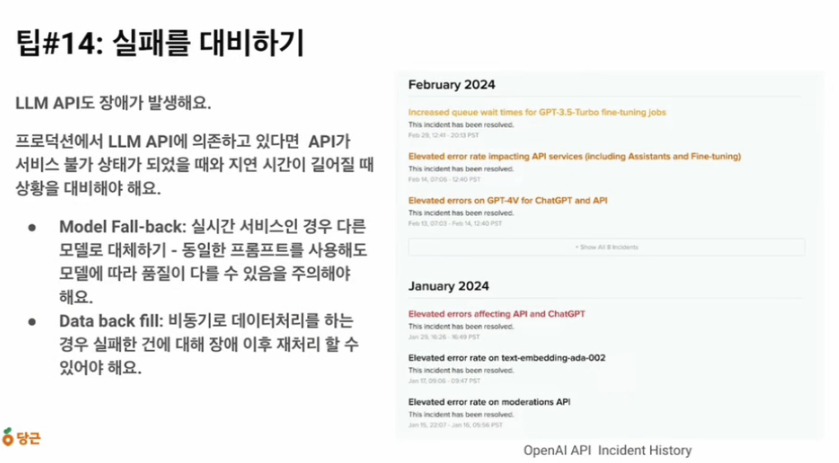 팁#14: 실패를 대비하기
LLM API도 장애가 발생해요.
프로덕션에서 LLM API에 의존하고 있다면 API가
서비스 불가 상태가 되었을 때와 지연 시간이 길어질 때
상황을 대비해야 해요.
● Model Fall-back: 실시간 서비스인 경우 다른
모델로 대체하기 - 동일한 프롬프트를 사용해도
모델에 따라 품질이 다를 수 있음을 주의해야
해요.
● Data back fill: 비동기로 데이터처리를 하는
경우 실패한 건에 대해 장애 이후 재처리 할 수
있어야 해요.
당근
February 2024
Increased queue wait times for GPT-3.5-Turbo fine-tuning jobs
This incident has been resolved.
Feb 29, 12:41 - 20:13 PST
Elevated error rate impacting API services (including Assistants and Fine-tuning)
This incident has been resolved.
Feb 14, 07:08 - 12:40 PST
Elevated errors on GPT-4V for ChatGPT and API
This incident has been resolved.
Feb 13, 07:03 - Feb 14, 12:40 PST
+ Show All 8 Incidents
January 2024
Elevated errors affecting API and ChatGPT
This incident has been resolved.
Jan 29, 16:26 - 16:49 PST
Elevated error rate on text-embedding-ada-002
This incident has been resolved.
Jan 17, 09:06 - 09:47 PST
Elevated error rate on moderations API
This incident has been resolved.
Jan 15, 22:07 - Jan 16, 09:56 PST
OpenAI API Incident History